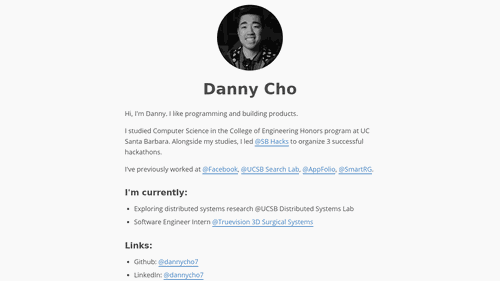 Danny Cho
Hi, I'm Danny. I like programming and building products.
I studied Computer Science in the College of Engineering Honors program at UC
Santa Barbara. Alongside my studies, I led @SB Hacks to organize 3 successful
hackathons.
I've previously worked at @Facebook, @UCSB Search Lab, @AppFolio, @SmartRG.
I'm currently:
• Exploring distributed systems research @UCSB Distributed Systems Lab
• Software Engineer Intern @Truevision 3D Surgical Systems
Links:
• Github: @dannycho7
• LinkedIn: @dannycho7